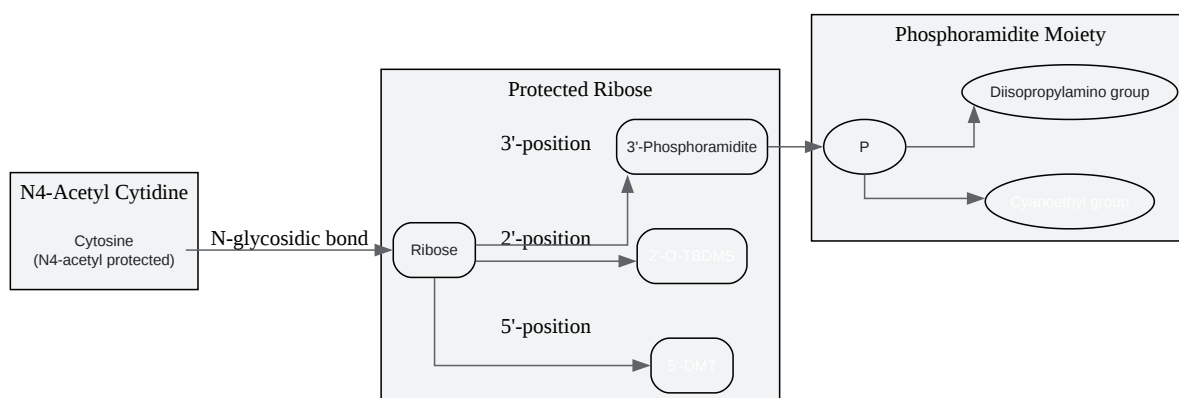 Phosphoramidite Moiety
Diisopropylamino group
P
Cyanoethyl group
Protected Ribose
3'-position
3'-Phosphoramidite
2'-position
Ribose
2'-O-TBDMS
5'-position
5'-DMT
N4-Acetyl Cytidine
Cytosine
(N4-acetyl protected)
N-glycosidic bond